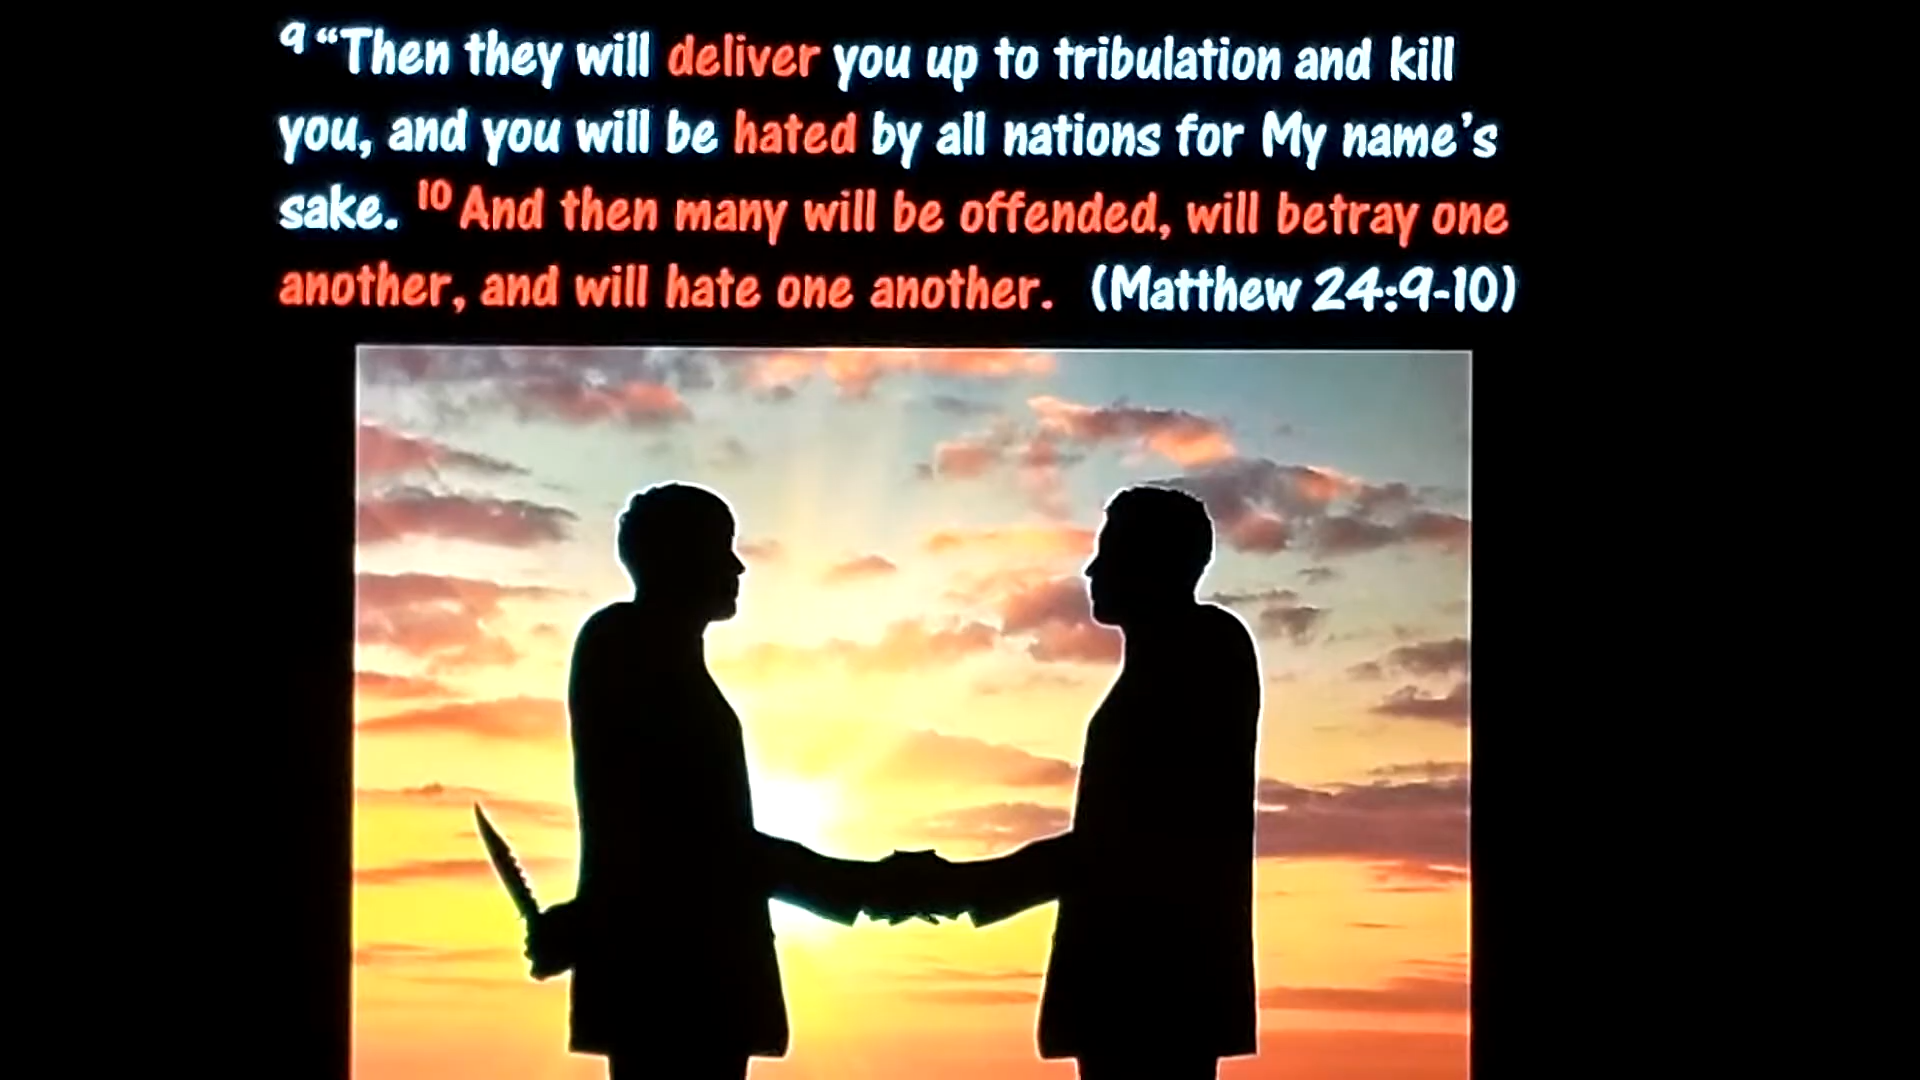 9 “Then they will deliver you up to tribulation and kill
you, and you will be hated by all nations for My name’s
sake. 10 And then many will be offended, will betray one
another, and will hate one another. (Matthew 24:9-10)